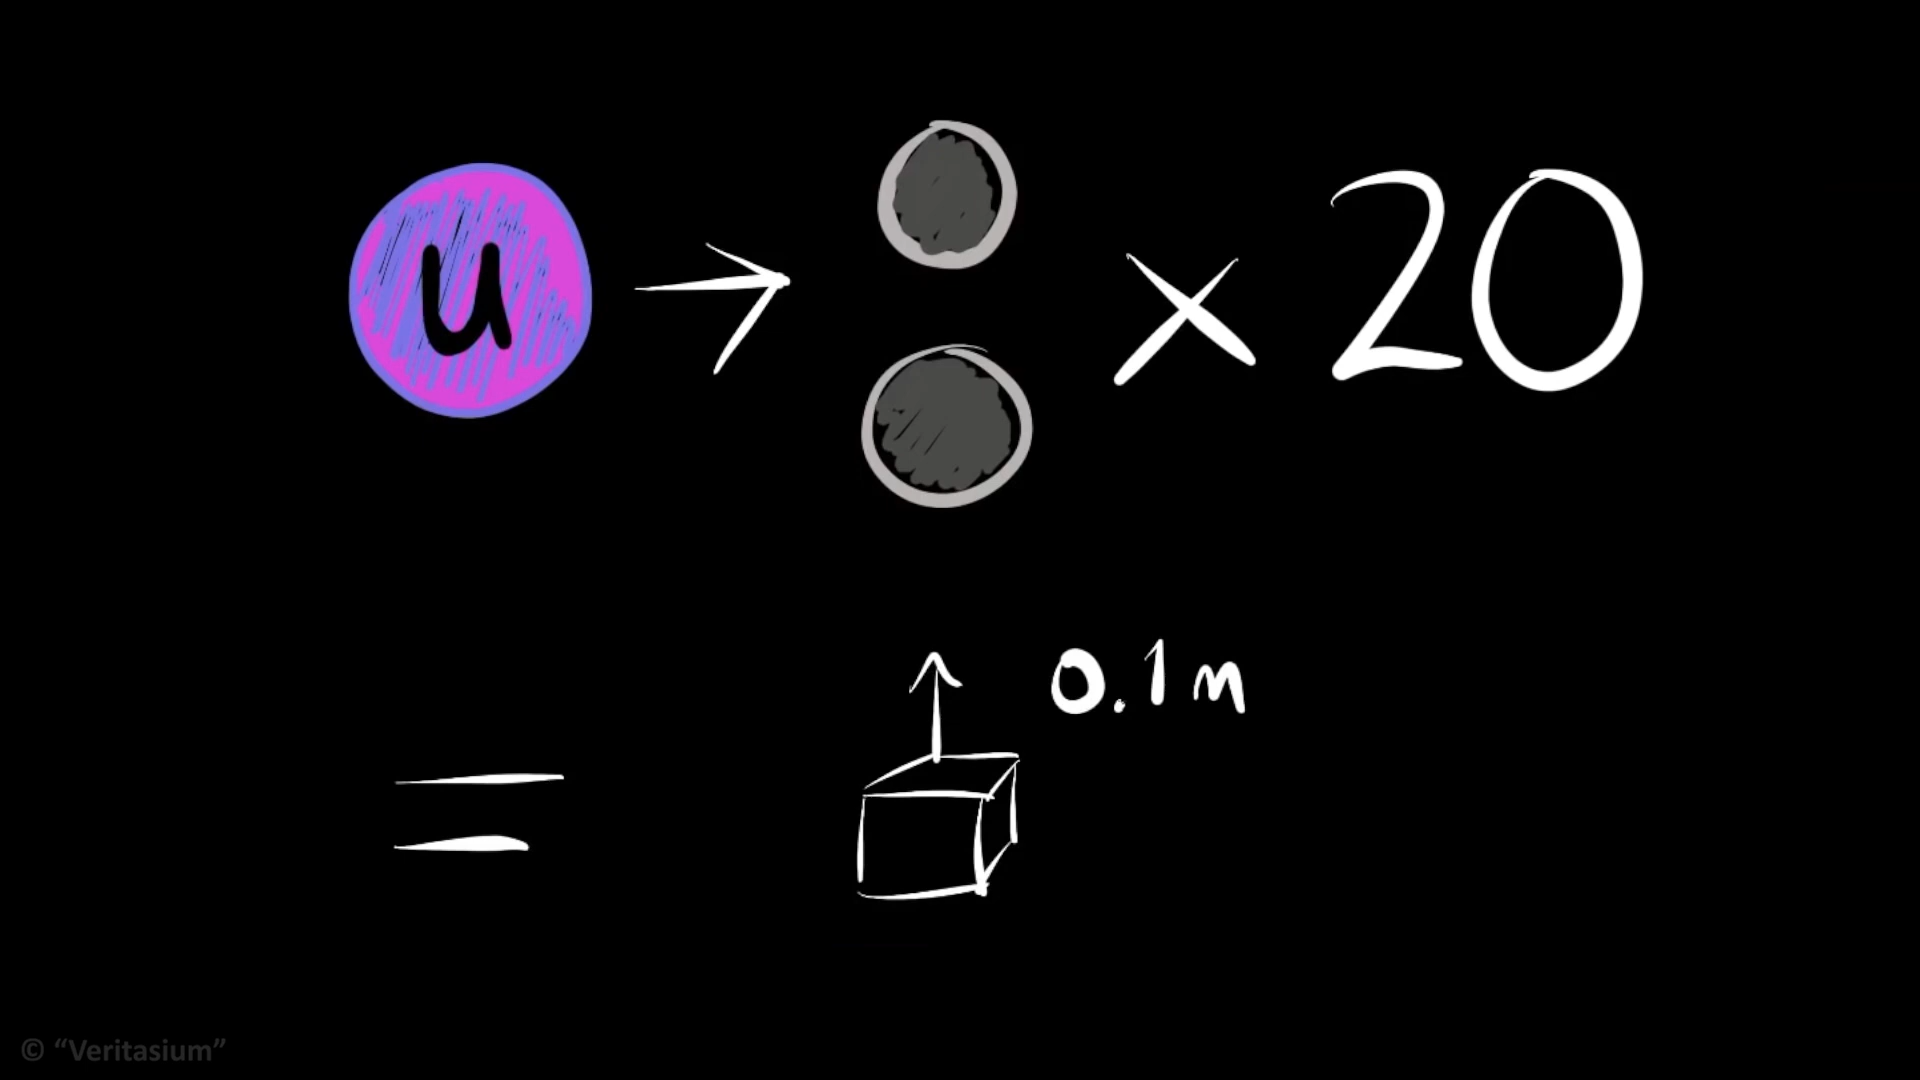 u → × 20
0.1m
=
© “Veritasium”